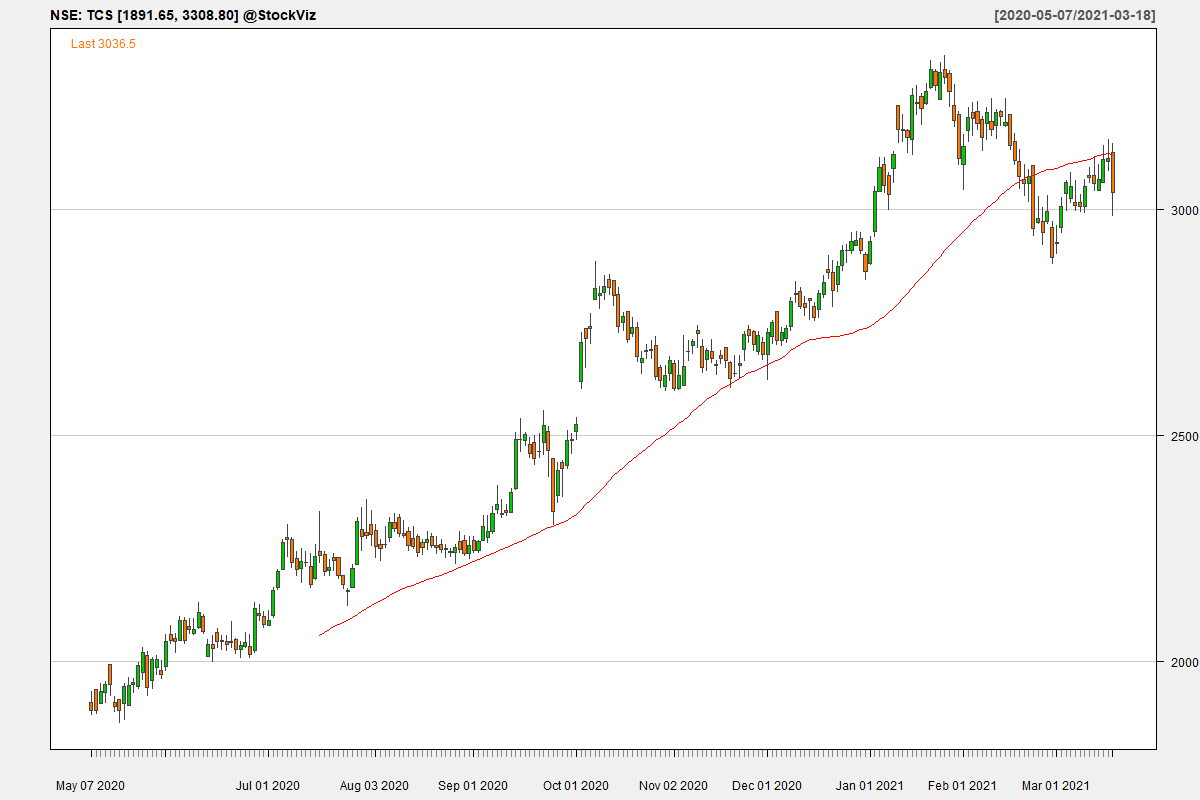 NSE: TCS [1891.65, 3308.80] @StockViz [2020-05-07/2021-03-18]
Last 3036.5
3000
2500
2000
May 07 2020 Jul 01 2020 Aug 03 2020 Sep 01 2020 Oct 01 2020 Nov 02 2020 Dec 01 2020 Jan 01 2021 Feb 01 2021 Mar 01 2021